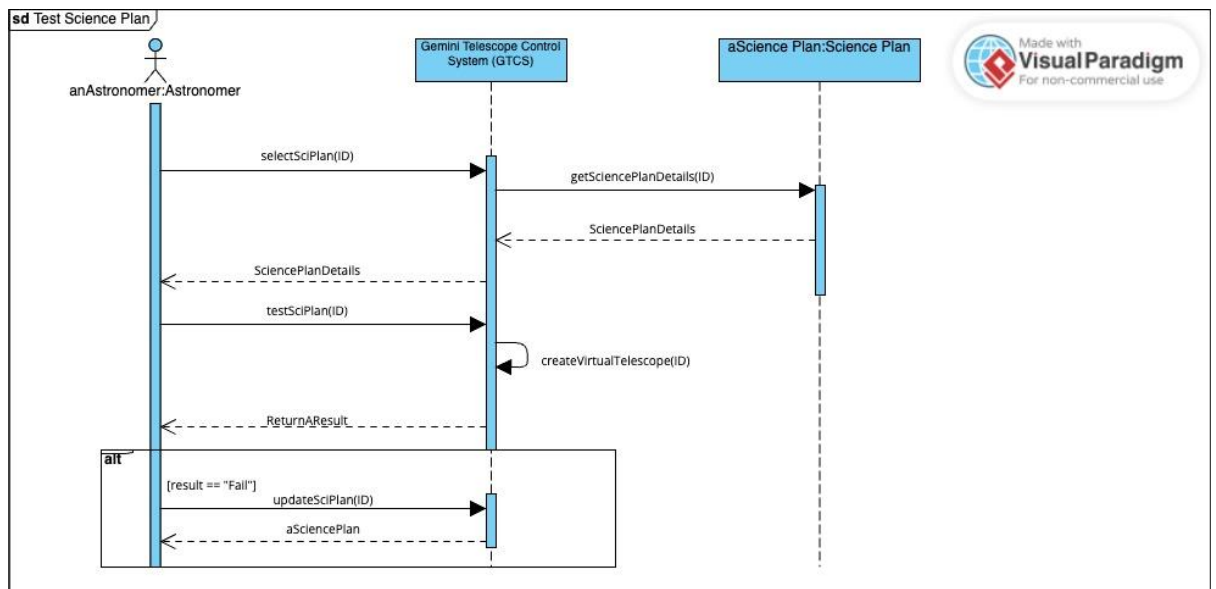 sd Test Science Plan
Made with
Visual Paradigm
For non-commercial use
Gemini Telescope Control
System (GTCS)
aScience Plan:Science Plan
anAstronomer:Astronomer
selectSciPlan(ID)
getSciencePlanDetails(ID)
SciencePlanDetails
SciencePlanDetails
testSciPlan(ID)
createVirtualTelescope(ID)
ReturnAResult
alt
[result == "Fail"]
updateSciPlan(ID)
aSciencePlan